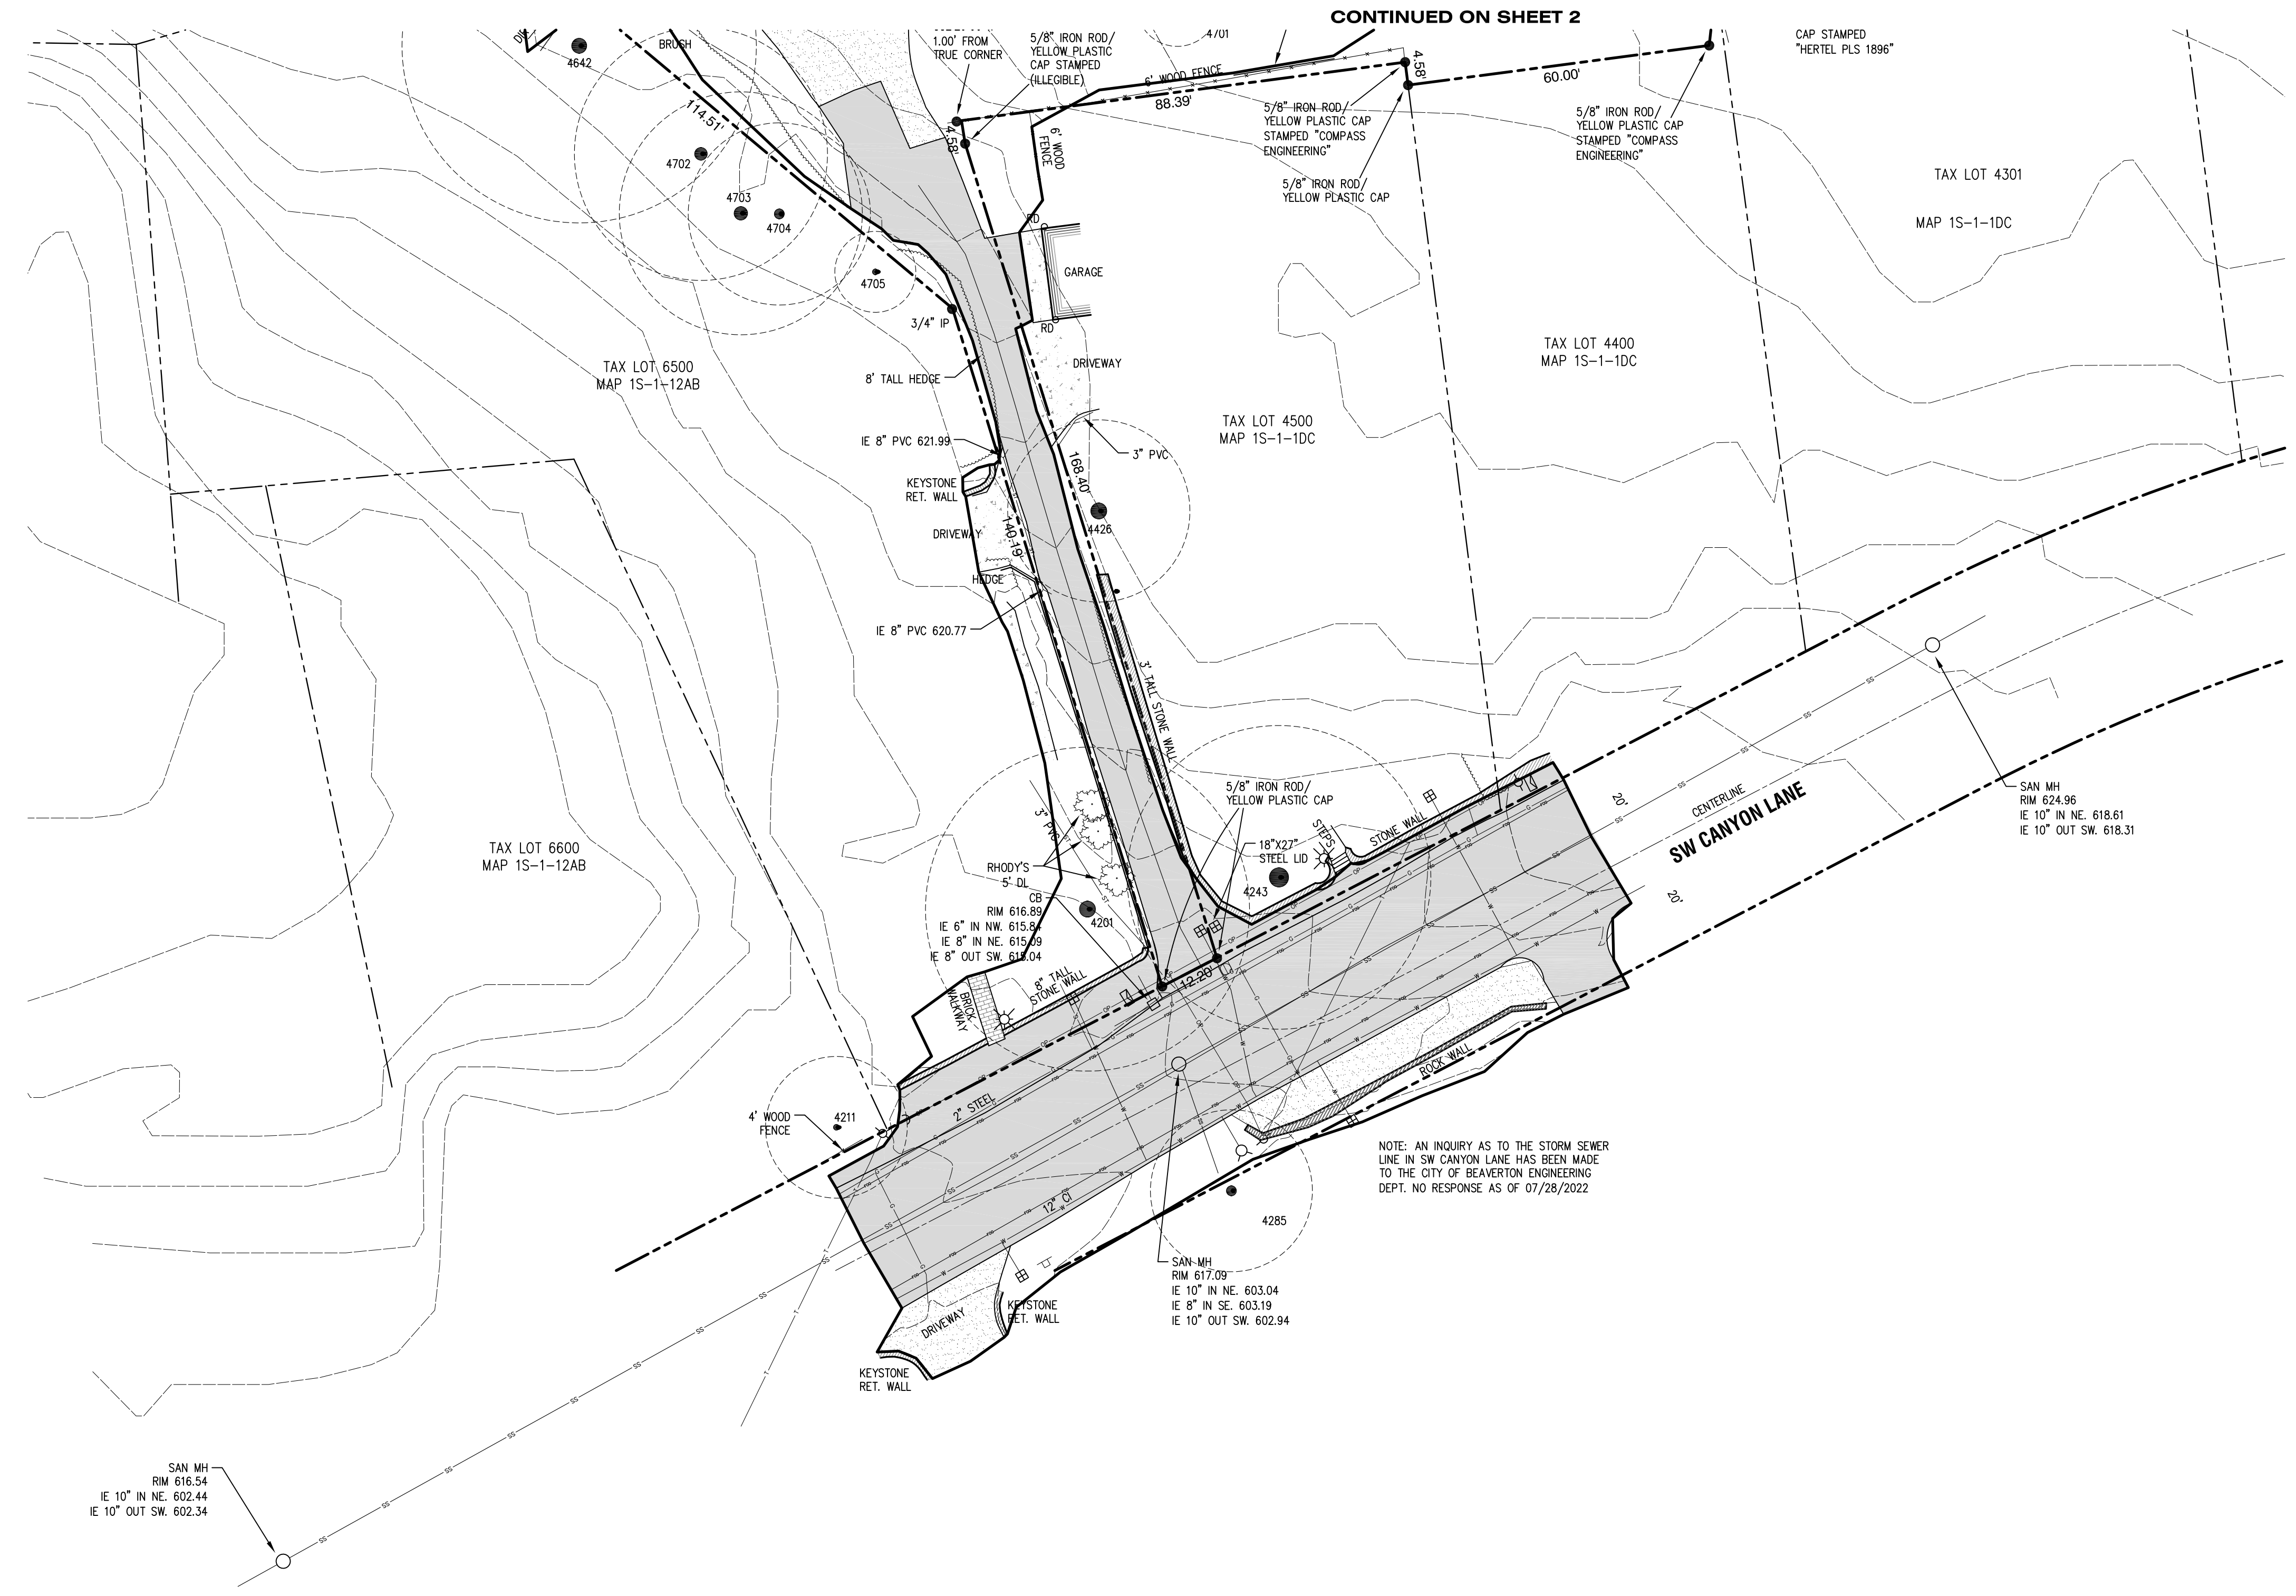 CONTINUED ON SHEET 2
BRUSH
4642
1.00' FROM
TRUE CORNER
5/8" IRON ROD/
YELLOW PLASTIC
CAP STAMPED
(ILLEGIBLE)
4701
6' WOOD FENCE
88.39'
4.58'
60.00'
CAP STAMPED
"HERTEL PLS 1896"
114.51'
4702
4703
4704
4705
4.58'
6' WOOD
FENCE
5/8" IRON ROD/
YELLOW PLASTIC CAP
STAMPED "COMPASS
ENGINEERING"
5/8" IRON ROD/
YELLOW PLASTIC CAP
STAMPED "COMPASS
ENGINEERING"
5/8" IRON ROD/
YELLOW PLASTIC CAP
TAX LOT 4301
MAP 1S-1-1DC
RD
GARAGE
RD
3/4" IP
TAX LOT 6500
MAP 1S-1-12AB
8' TALL HEDGE
DRIVEWAY
TAX LOT 4400
MAP 1S-1-1DC
TAX LOT 4500
MAP 1S-1-1DC
IE 8" PVC 621.99
3" PVC
168.40'
KEYSTONE
RET. WALL
4426
DRIVEWAY
140.19'
HEDGE
IE 8" PVC 620.77
3' TALL STONE WALL
5/8" IRON ROD/
YELLOW PLASTIC CAP
20'
CENTERLINE
SW CANYON LANE
20'
SAN MH
RIM 624.96
IE 10" IN NE. 618.61
IE 10" OUT SW. 618.31
TAX LOT 6600
MAP 1S-1-12AB
3" PVC
STEPS
STONE WALL
18"X27"
STEEL LID
4243
RHODY'S
5' DL
CB
RIM 616.89
IE 6" IN NW. 615.84
IE 8" IN NE. 615.09
IE 8" OUT SW. 615.04
4201
8" TALL
STONE WALL
BRICK
WALKWAY
12.20'
ROCK WALL
2" STEEL
4' WOOD
FENCE
4211
12" CI
NOTE: AN INQUIRY AS TO THE STORM SEWER
LINE IN SW CANYON LANE HAS BEEN MADE
TO THE CITY OF BEAVERTON ENGINEERING
DEPT. NO RESPONSE AS OF 07/28/2022
4285
SAN MH
RIM 617.09
IE 10" IN NE. 603.04
IE 8" IN SE. 603.19
IE 10" OUT SW. 602.94
KEYSTONE
RET. WALL
DRIVEWAY
KEYSTONE
RET. WALL
SAN MH
RIM 616.54
IE 10" IN NE. 602.44
IE 10" OUT SW. 602.34